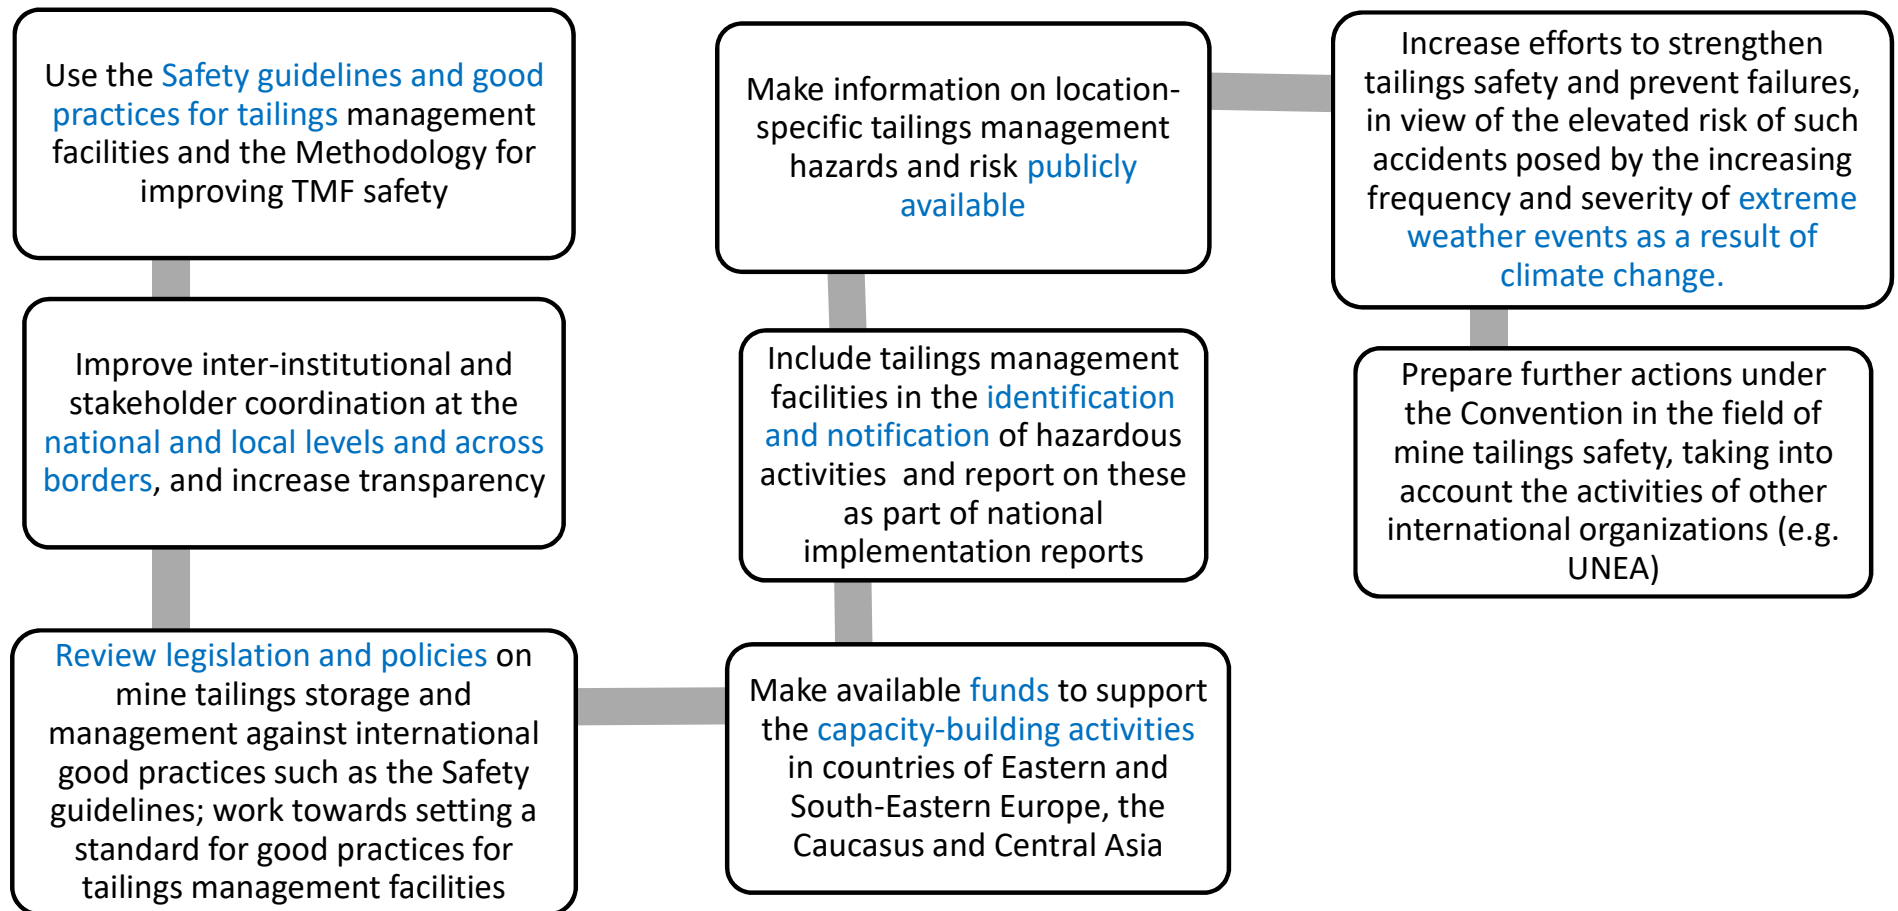 Use the Safety guidelines and good
practices for tailings management
facilities and the Methodology for
improving TMF safety
Improve inter-institutional and
stakeholder coordination at the
national and local levels and across
borders, and increase transparency
Review legislation and policies on
mine tailings storage and
management against international
good practices such as the Safety
guidelines; work towards setting a
standard for good practices for
tailings management facilities
Make available funds to support
the capacity-building activities
in countries of Eastern and
South-Eastern Europe, the
Caucasus and Central Asia
Include tailings management
facilities in the identification
and notification of hazardous
activities  and report on these
as part of national
implementation reports
Make information on location-
specific tailings management
hazards and risk publicly
available
Increase efforts to strengthen
tailings safety and prevent failures,
in view of the elevated risk of such
accidents posed by the increasing
frequency and severity of extreme
weather events as a result of
climate change.
Prepare further actions under
the Convention in the field of
mine tailings safety, taking into
account the activities of other
international organizations (e.g.
UNEA)